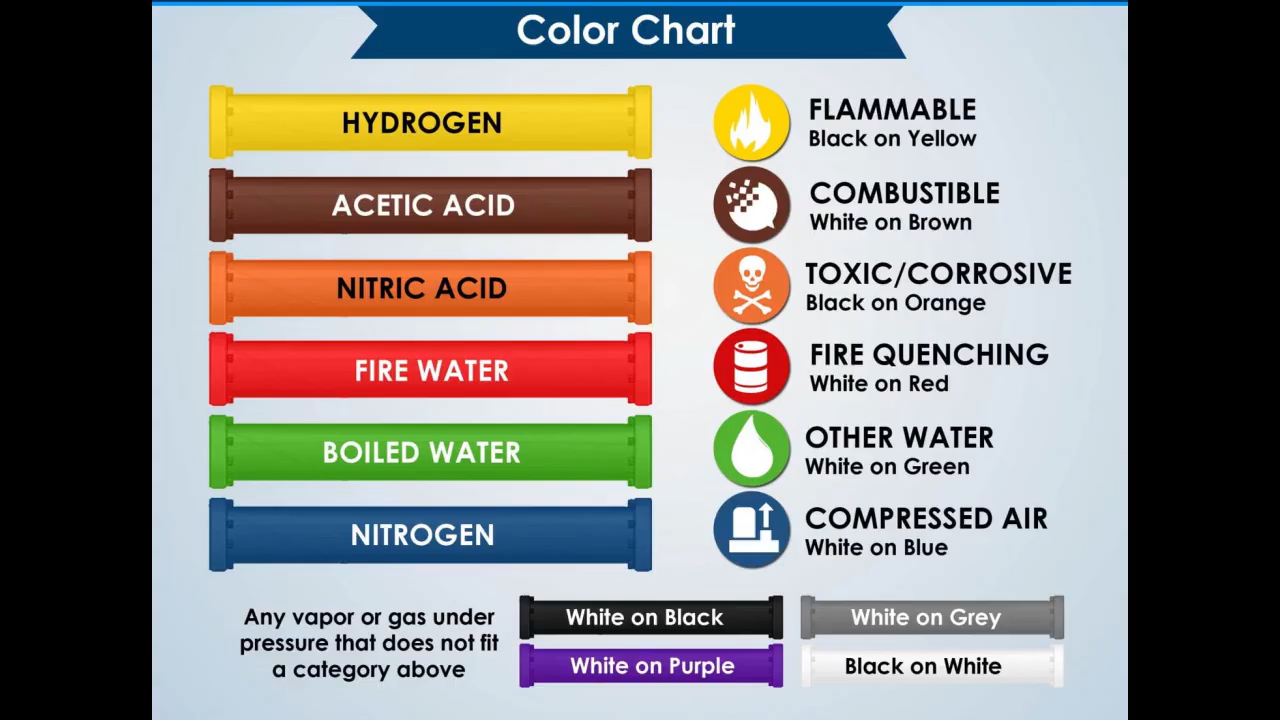 Color Chart
HYDROGEN
FLAMMABLE
Black on Yellow
ACETIC ACID
COMBUSTIBLE
White on Brown
NITRIC ACID
TOXIC/CORROSIVE
Black on Orange
FIRE WATER
FIRE QUENCHING
White on Red
BOILED WATER
OTHER WATER
White on Green
NITROGEN
COMPRESSED AIR
White on Blue
Any vapor or gas under
pressure that does not fit
a category above
White on Black
White on Grey
White on Purple
Black on White